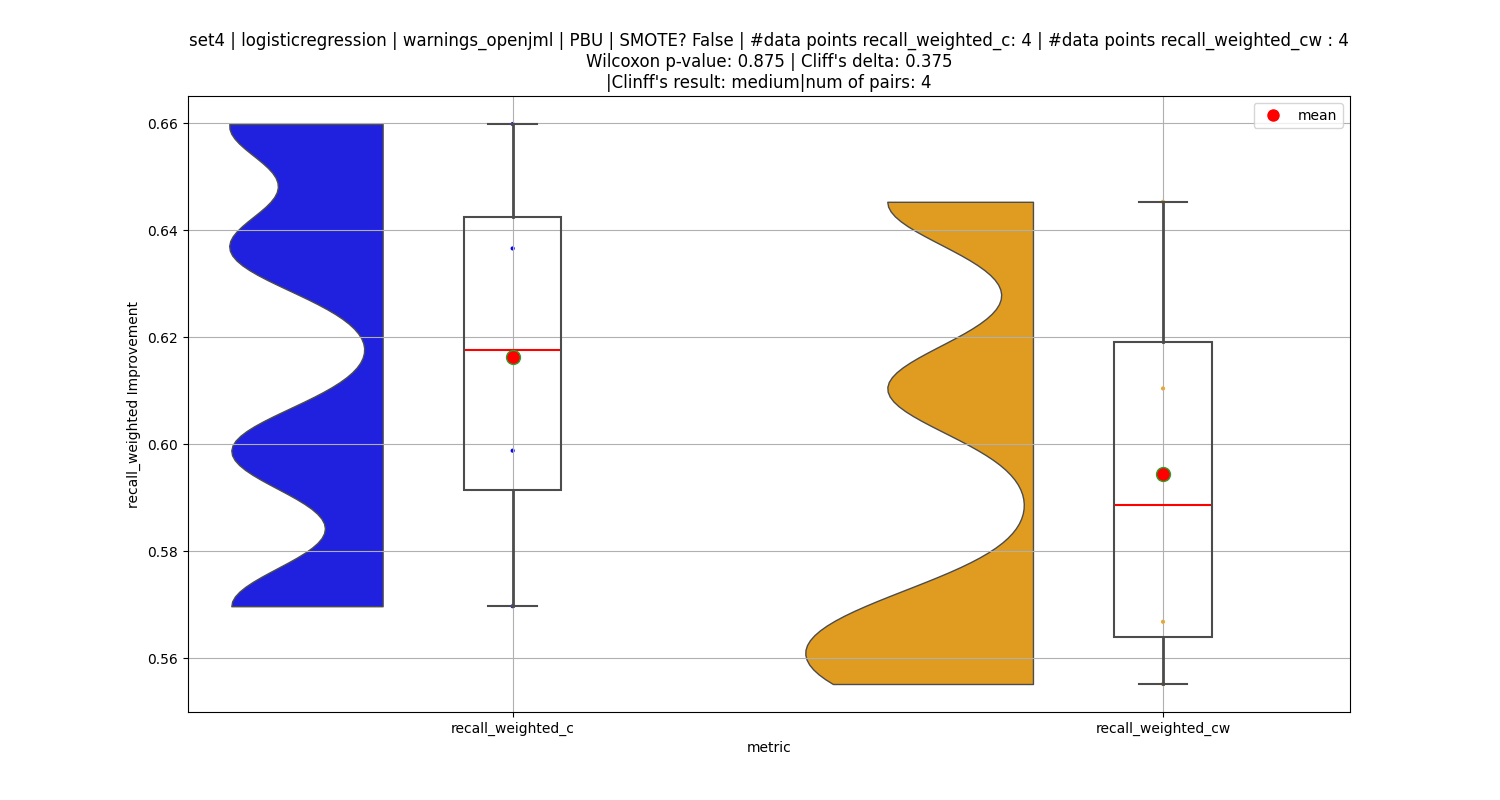 set4 | logisticregression | warnings_openjml | PBU | SMOTE? False | #data points recall_weighted_c: 4 | #data points recall_weighted_cw : 4
Wilcoxon p-value: 0.875 | Cliff's delta: 0.375
|Clinff's result: medium|num of pairs: 4
mean
0.66
0.64
0.62
0.60
0.58
0.56
recall_weighted Improvement
recall_weighted_c
recall_weighted_cw
metric